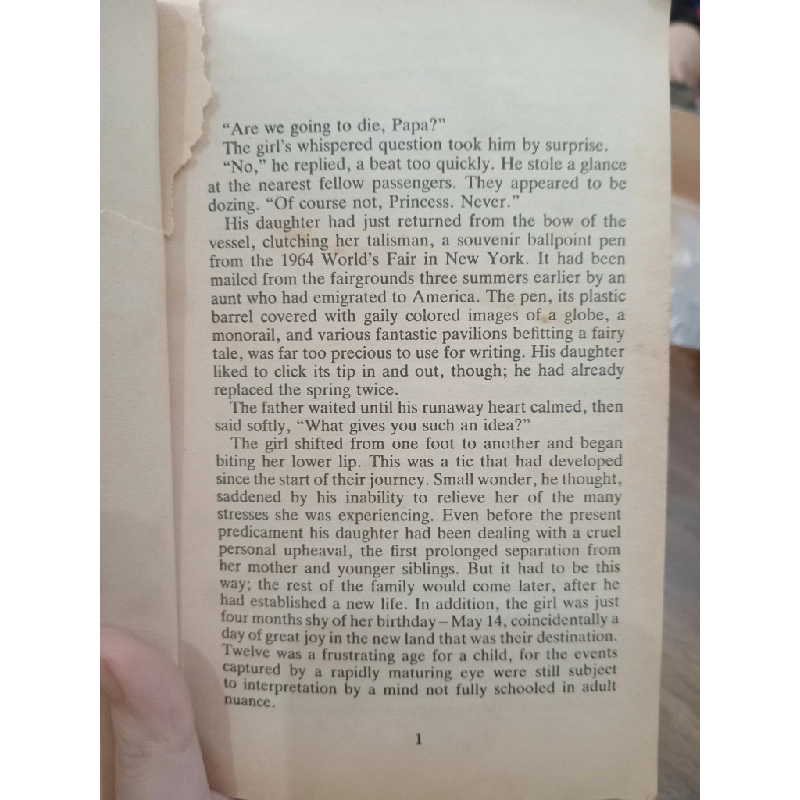 “Are we going to die, Papa?”
The girl’s whispered question took him by surprise.
“No,” he replied, a beat too quickly. He stole a glance
at the nearest fellow passengers. They appeared to be
dozing. “Of course not, Princess. Never.”
His daughter had just returned from the bow of the
vessel, clutching her talisman, a souvenir ballpoint pen
from the 1964 World’s Fair in New York. It had been
mailed from the fairgrounds three summers earlier by an
aunt who had emigrated to America. The pen, its plastic
barrel covered with gaily colored images of a globe, a
monorail, and various fantastic pavilions befitting a fairy
tale, was far too precious to use for writing. His daughter
liked to click its tip in and out, though; he had already
replaced the spring twice.
The father waited until his runaway heart calmed, then
said softly, “What gives you such an idea?”
The girl shifted from one foot to another and began
biting her lower lip. This was a tic that had developed
since the start of their journey. Small wonder, he thought,
saddened by his inability to relieve her of the many
stresses she was experiencing. Even before the present
predicament his daughter had been dealing with a cruel
personal upheaval, the first prolonged separation from
her mother and younger siblings. But it had to be this
way; the rest of the family would come later, after he
had established a new life. In addition, the girl was just
four months shy of her birthday – May 14, coincidentally a
day of great joy in the new land that was their destination.
Twelve was a frustrating age for a child, for the events
captured by a rapidly maturing eye were still subject
to interpretation by a mind not fully schooled in adult
nuance.
1